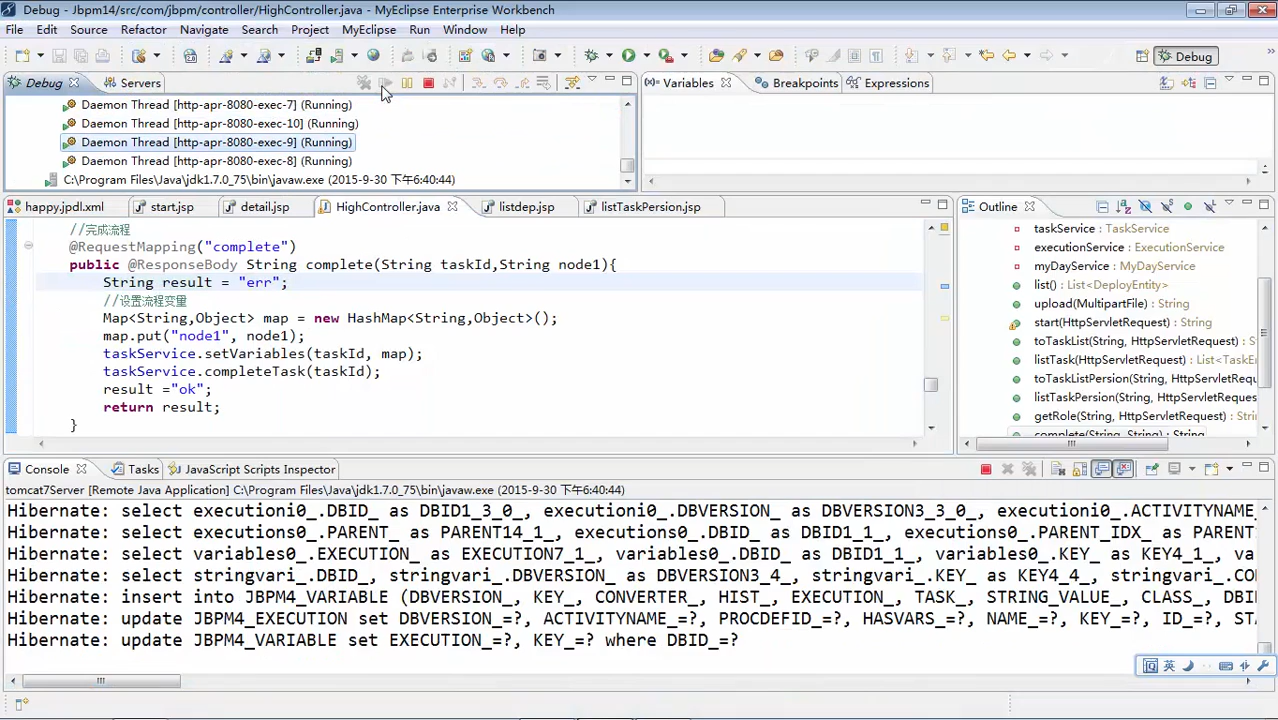 Debug - Jbpm14/src/com/jbpm/controller/HighController.java - MyEclipse Enterprise Workbench
File Edit Source Refactor Navigate Search Project MyEclipse Run Window Help
Debug
Debug Servers
Variables Breakpoints Expressions
Daemon Thread [http-apr-8080-exec-7] (Running)
Daemon Thread [http-apr-8080-exec-10] (Running)
Daemon Thread [http-apr-8080-exec-9] (Running)
Daemon Thread [http-apr-8080-exec-8] (Running)
C:\Program Files\Java\jdk1.7.0_75\bin\javaw.exe (2015-9-30 下午6:40:44)
happy.jpdl.xml start.jsp detail.jsp HighController.java listdep.jsp listTaskPersion.jsp
//完成流程
@RequestMapping("complete")
public @ResponseBody String complete(String taskId,String node1){
String result = "err";
//设置流程变量
Map<String,Object> map = new HashMap<String,Object>();
map.put("node1", node1);
taskService.setVariables(taskId, map);
taskService.completeTask(taskId);
result ="ok";
return result;
}
Outline
taskService : TaskService
executionService : ExecutionService
myDayService : MyDayService
list() : List<DeployEntity>
upload(MultipartFile) : String
start(HttpServletRequest) : String
toTaskList(HttpServletRequest) : String
listTask(HttpServletRequest) : List<TaskE
toTaskListPersion(String, HttpServletRequ
listTaskPersion(String, HttpServletReques
getRole(String, HttpServletRequest) : Stri
complete(String, String) : String
Console Tasks JavaScript Scripts Inspector
tomcat7Server [Remote Java Application] C:\Program Files\Java\jdk1.7.0_75\bin\javaw.exe (2015-9-30 下午6:40:44)
Hibernate: select executioni0_.DBID_ as DBID1_3_0_, executioni0_.DBVERSION_ as DBVERSION3_3_0_, executioni0_.ACTIVITYNAME_
Hibernate: select executions0_.PARENT_ as PARENT14_1_, executions0_.DBID_ as DBID1_1_, executions0_.PARENT_IDX_ as PARENT
Hibernate: select variables0_.EXECUTION_ as EXECUTION7_1_, variables0_.DBID_ as DBID1_1_, variables0_.KEY_ as KEY4_1_, va
Hibernate: select stringvari_.DBID_, stringvari_.DBVERSION_ as DBVERSION3_4_, stringvari_.KEY_ as KEY4_4_, stringvari_.CO
Hibernate: insert into JBPM4_VARIABLE (DBVERSION_, KEY_, CONVERTER_, HIST_, EXECUTION_, TASK_, STRING_VALUE_, CLASS_, DBI
Hibernate: update JBPM4_EXECUTION set DBVERSION_=?, ACTIVITYNAME_=?, PROCDEFID_=?, HASVARS_=?, NAME_=?, KEY_=?, ID_=?, ST
Hibernate: update JBPM4_VARIABLE set EXECUTION_=?, KEY_=? where DBID_=?
英